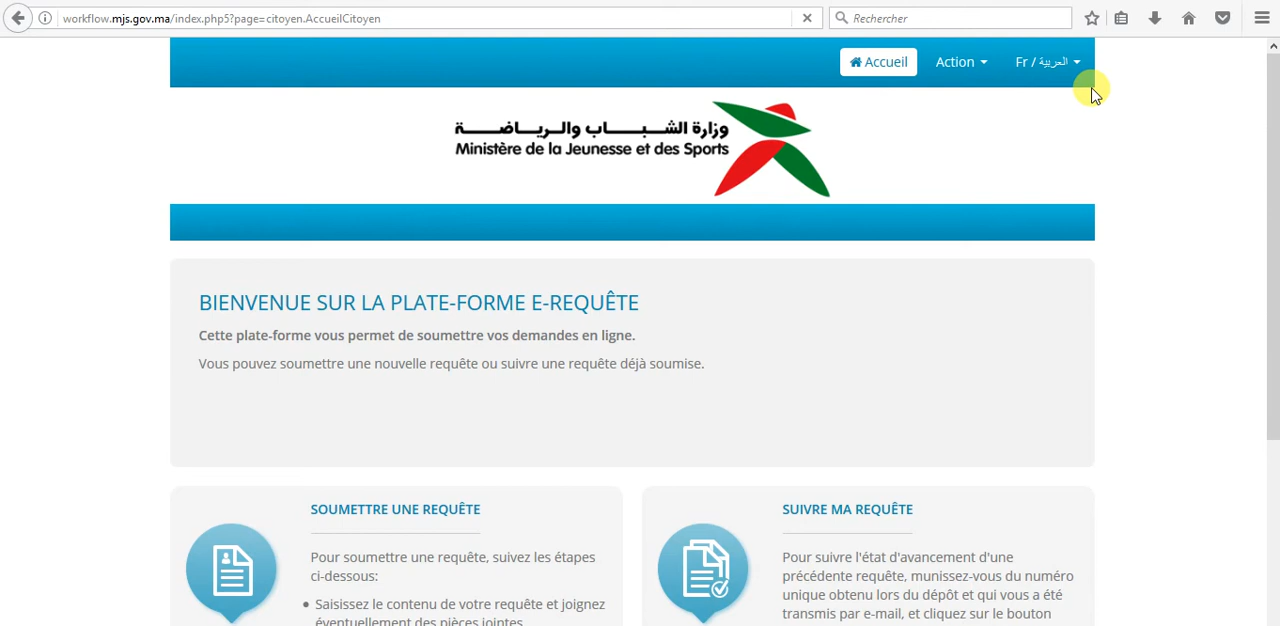 workflow.mjs.gov.ma/index.php5?page=citoyen.AccueilCitoyen
Rechercher
Accueil
Action
Fr / العربية
وزارة الشباب والرياضة
Ministère de la Jeunesse et des Sports
BIENVENUE SUR LA PLATE-FORME E-REQUÊTE
Cette plate-forme vous permet de soumettre vos demandes en ligne.
Vous pouvez soumettre une nouvelle requête ou suivre une requête déjà soumise.
SOUMETTRE UNE REQUÊTE
Pour soumettre une requête, suivez les étapes
ci-dessous:
• Saisissez le contenu de votre requête et joignez
éventuellement des pièces jointes
SUIVRE MA REQUÊTE
Pour suivre l'état d'avancement d'une
précédente requête, munissez-vous du numéro
unique obtenu lors du dépôt et qui vous a été
transmis par e-mail, et cliquez sur le bouton